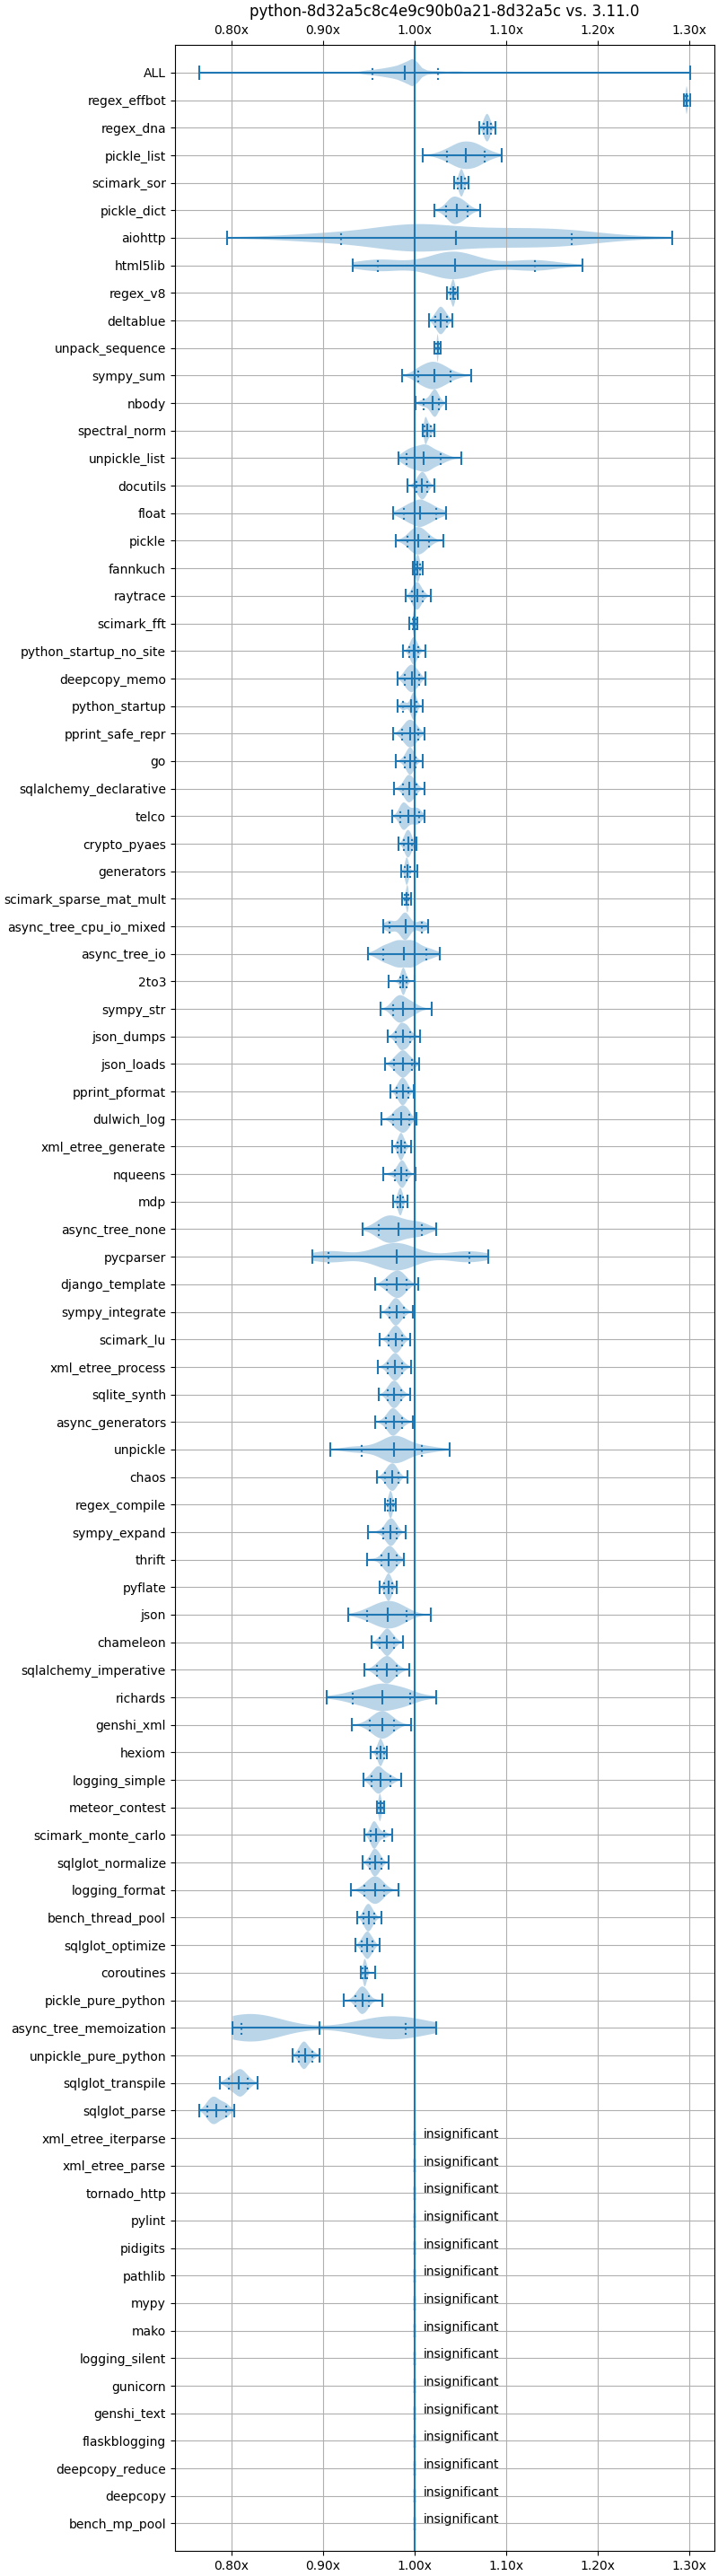 python-8d32a5c8c4e9c90b0a21-8d32a5c vs. 3.11.0
0.80x 0.90x 1.00x 1.10x 1.20x 1.30x
ALL
regex_effbot
regex_dna
pickle_list
scimark_sor
pickle_dict
aiohttp
html5lib
regex_v8
deltablue
unpack_sequence
sympy_sum
nbody
spectral_norm
unpickle_list
docutils
float
pickle
fannkuch
raytrace
scimark_fft
python_startup_no_site
deepcopy_memo
python_startup
pprint_safe_repr
go
sqlalchemy_declarative
telco
crypto_pyaes
generators
scimark_sparse_mat_mult
async_tree_cpu_io_mixed
async_tree_io
2to3
sympy_str
json_dumps
json_loads
pprint_pformat
dulwich_log
xml_etree_generate
nqueens
mdp
async_tree_none
pycparser
django_template
sympy_integrate
scimark_lu
xml_etree_process
sqlite_synth
async_generators
unpickle
chaos
regex_compile
sympy_expand
thrift
pyflate
json
chameleon
sqlalchemy_imperative
richards
genshi_xml
hexiom
logging_simple
meteor_contest
scimark_monte_carlo
sqlglot_normalize
logging_format
bench_thread_pool
sqlglot_optimize
coroutines
pickle_pure_python
async_tree_memoization
unpickle_pure_python
sqlglot_transpile
sqlglot_parse
xml_etree_iterparse insignificant
xml_etree_parse insignificant
tornado_http insignificant
pylint insignificant
pidigits insignificant
pathlib insignificant
mypy insignificant
mako insignificant
logging_silent insignificant
gunicorn insignificant
genshi_text insignificant
flaskblogging insignificant
deepcopy_reduce insignificant
deepcopy insignificant
bench_mp_pool insignificant
0.80x 0.90x 1.00x 1.10x 1.20x 1.30x